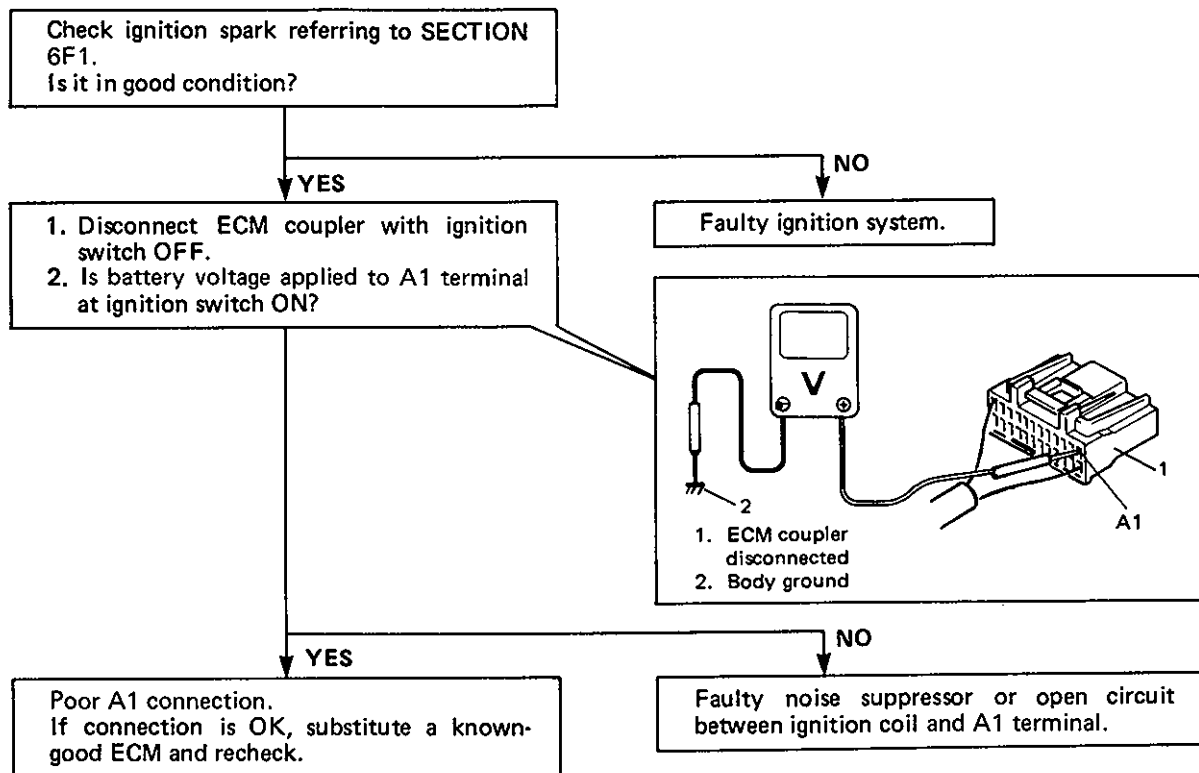 Check ignition spark referring to SECTION
6F1.
Is it in good condition?
YES
NO
1. Disconnect ECM coupler with ignition
switch OFF.
2. Is battery voltage applied to A1 terminal
at ignition switch ON?
Faulty ignition system.
V
2
1
A1
1. ECM coupler
disconnected
2. Body ground
YES
NO
Poor A1 connection.
If connection is OK, substitute a known-
good ECM and recheck.
Faulty noise suppressor or open circuit
between ignition coil and A1 terminal.